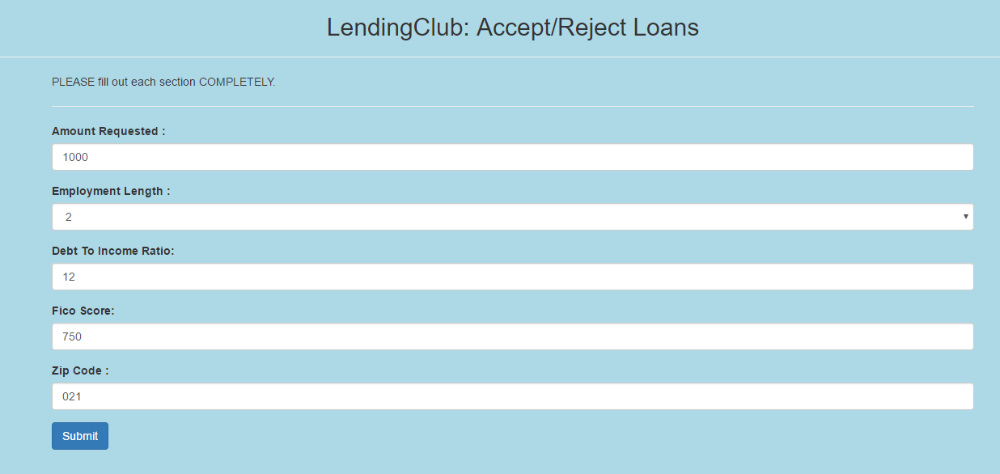 LendingClub: Accept/Reject Loans
PLEASE fill out each section COMPLETELY.
Amount Requested :
1000
Employment Length :
2
Debt To Income Ratio:
12
Fico Score:
750
Zip Code :
021
Submit